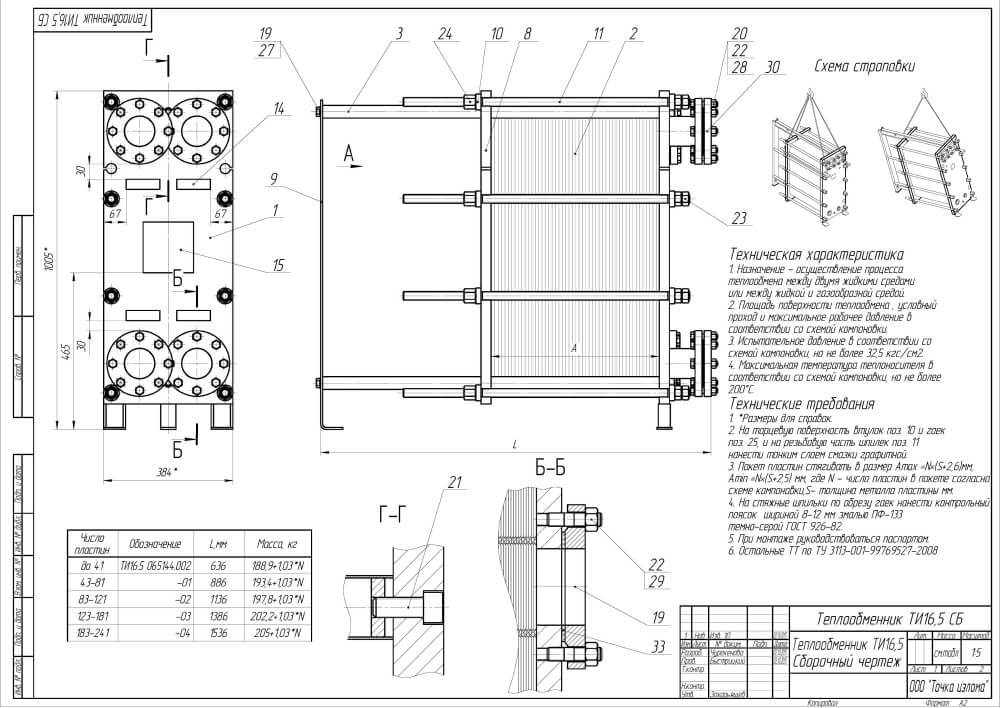 Теплообменник ТИ16,5 СБ
Перв. примен.
Справ. №
Подп. и дата
Инв. № дубл.
Взам. инв. №
Подп. и дата
Инв. № подл.
Г
14
30
67
Г
67
1
1005*
15
Б
465
30
Б
384*
19
27
3
24
10
8
11
2
20
22
28
30
А
9
23
А
L
Схема строповки
Техническая характеристика
1. Назначение – осуществление процесса
теплообмена между двумя жидкими средами
или между жидкой и газообразной средой.
2. Площадь поверхности теплообмена , условный
проход и максимальное рабочее давление в
соответствии со схемой компоновки.
3. Испытательное давление в соответствии со
схемой компоновки, но не более 32,5 кгс/см2.
4. Максимальная температура теплоносителя в
соответствии со схемой компоновки, но не более
200°С.
Технические требования
1. *Размеры для справок.
2. На торцевую поверхность втулок поз. 10 и гаек
поз. 25, и на резьбовую часть шпилек поз. 11
нанести тонким слоем смазки графитной.
3. Пакет пластин стягивать в размер Amax =N×(S+2,6)мм,
Amin =N×(S+2,5) мм, где N – число пластин в пакете согласно
схеме компоновки,S– толщина металла пластины мм.
4. На стяжные шпильки по обрезу гаек нанести контрольный
поясок шириной 8-12 мм эмалью ПФ-133
темно-серой ГОСТ 926-82.
5. При монтаже руководствоваться паспортом.
6. Остальные ТТ по ТУ 3113-001-99769527-2008
Число пластин Обозначение L,мм Масса, кг
до 41 ТИ16.5 065.144.002 636 188,9+1,03*N
43-81 -01 886 193,4+1,03*N
83-121 -02 1136 197,8+1,03*N
123-181 -03 1386 202,2+1,03*N
183-241 -04 1536 205+1,03*N
Г-Г
21
Б-Б
22
29
19
33
Теплообменник ТИ16,5 СБ
1 Нов. Изв. 10
Изм. Лист № докум. Подп. Дата
Разраб. Чурекенова
Пров. Быстрицкий
Т.контр.
Н.контр.
Утв. Захарьящев
Теплообменник ТИ16,5
Сборочный чертеж
Лит. Масса Масштаб
см.табл. 1:5
Лист 1 Листов 2
ООО "Точка излома"
Копировал Формат А2